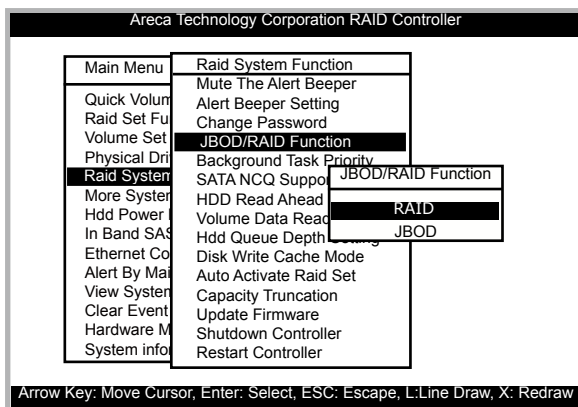 Areca Technology Corporation RAID Controller
Main Menu
Quick Volum
Raid Set Fu
Volume Set
Physical Dri
Raid System
More System
Hdd Power
In Band SAS
Ethernet Co
Alert By Mai
View System
Clear Event
Hardware M
System info
Raid System Function
Mute The Alert Beeper
Alert Beeper Setting
Change Password
JBOD/RAID Function
Background Task Priority
SATA NCQ Suppo
HDD Read Ahead
Volume Data Read
Hdd Queue Depth Setting
Disk Write Cache Mode
Auto Activate Raid Set
Capacity Truncation
Update Firmware
Shutdown Controller
Restart Controller
JBOD/RAID Function
RAID
JBOD
Arrow Key: Move Cursor, Enter: Select, ESC: Escape, L:Line Draw, X: Redraw